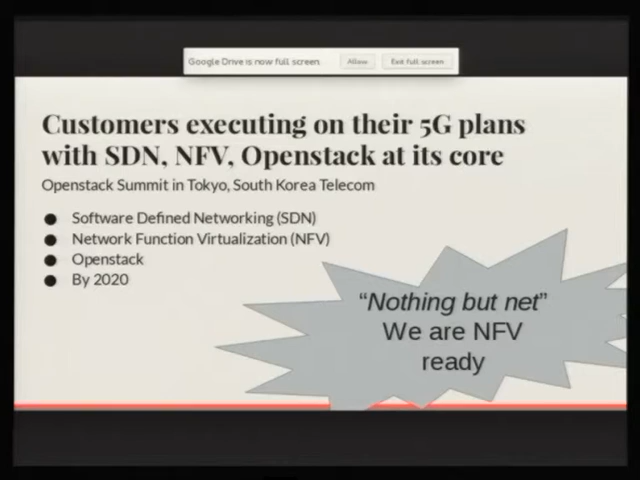 Google Drive is now full screen.
Allow
Exit full screen
Customers executing on their 5G plans
with SDN, NFV, Openstack at its core
Openstack Summit in Tokyo, South Korea Telecom
● Software Defined Networking (SDN)
● Network Function Virtualization (NFV)
● Openstack
● By 2020
“Nothing but net”
We are NFV
ready